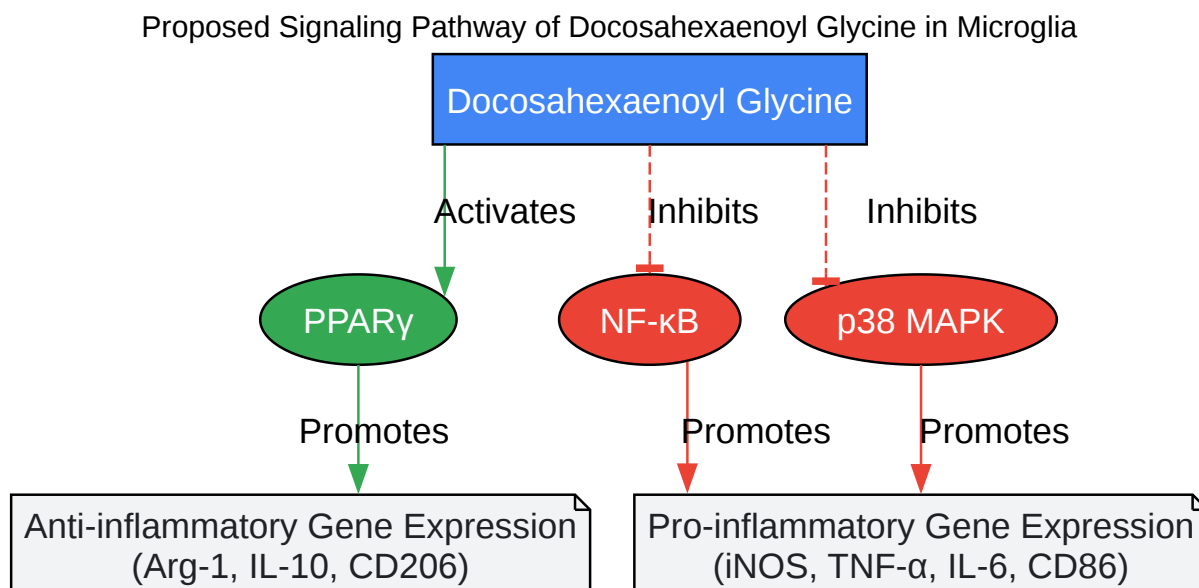 Proposed Signaling Pathway of Docosahexaenoyl Glycine in Microglia
Docosahexaenoyl Glycine
Activates
Inhibits
Inhibits
PPARγ
NF-κB
p38 MAPK
Promotes
Promotes
Promotes
Anti-inflammatory Gene Expression
(Arg-1, IL-10, CD206)
Pro-inflammatory Gene Expression
(iNOS, TNF-α, IL-6, CD86)